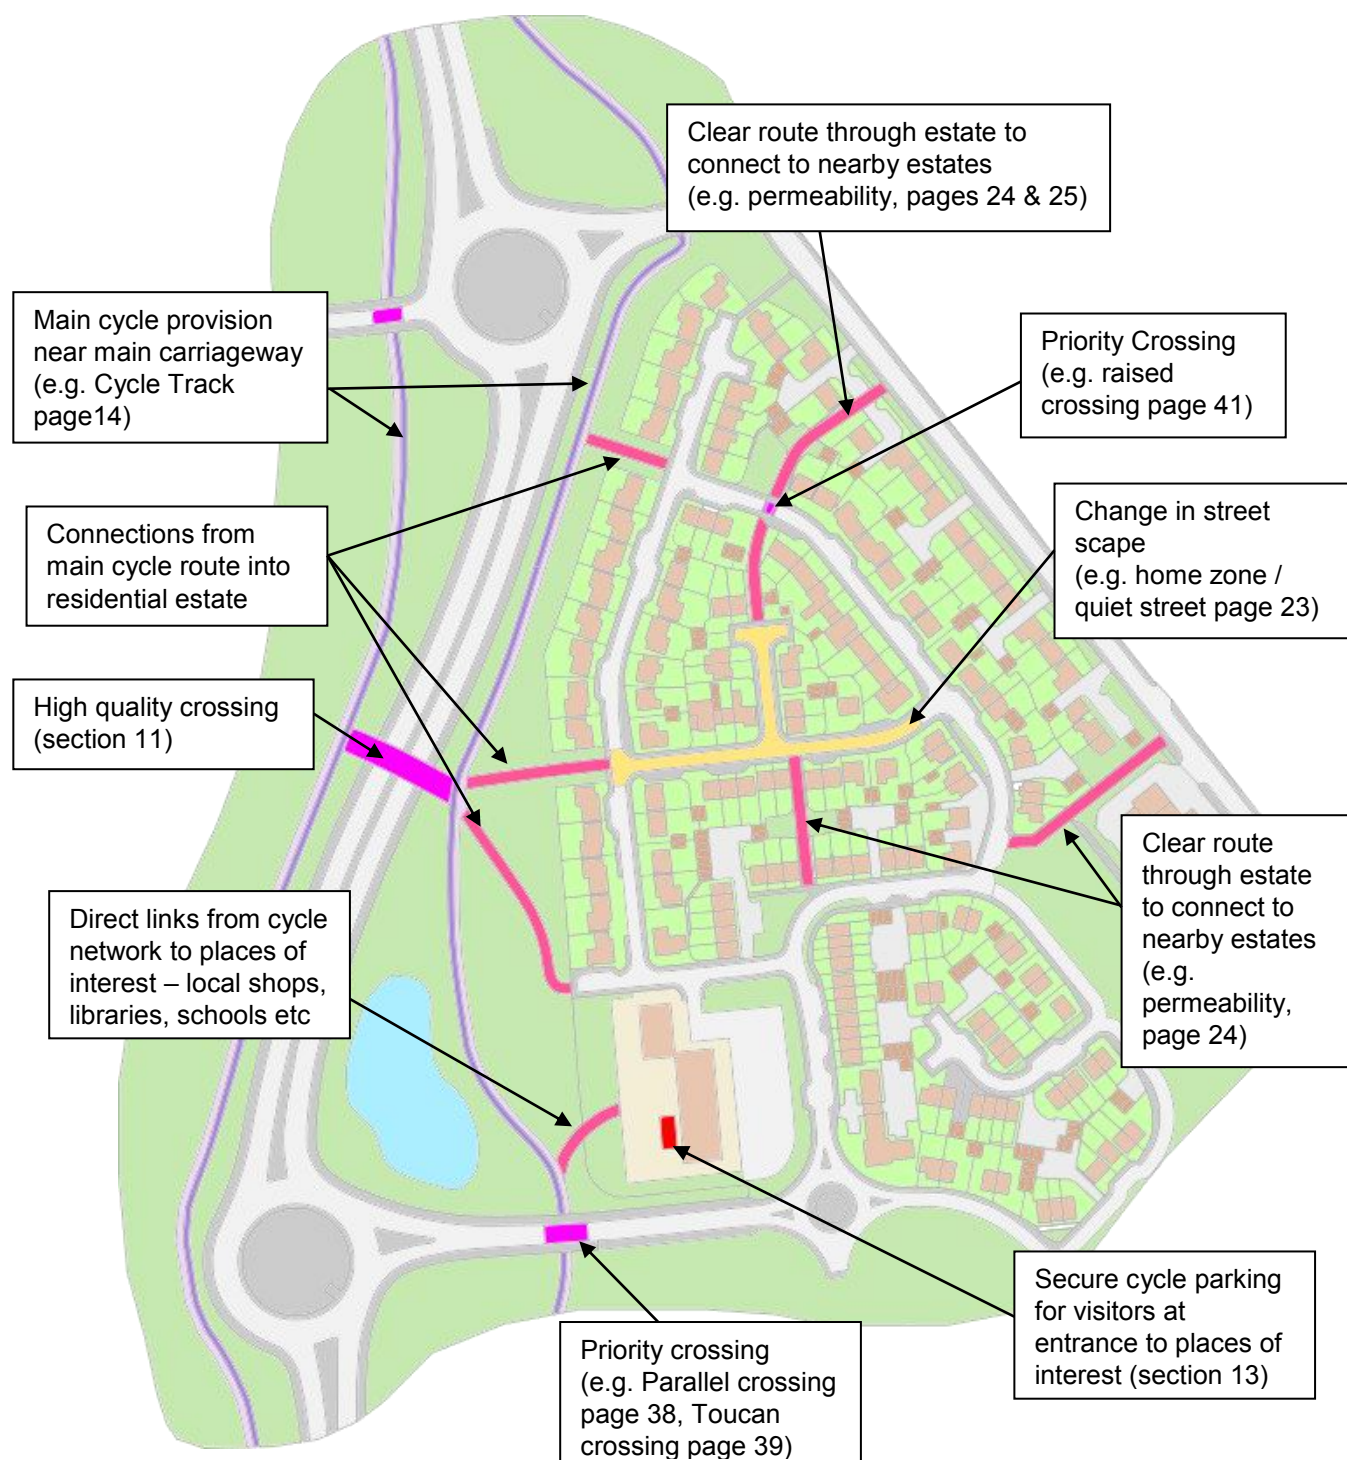 Clear route through estate to
connect to nearby estates
(e.g. permeability, pages 24 & 25)
Main cycle provision
near main carriageway
(e.g. Cycle Track
page14)
Priority Crossing
(e.g. raised
crossing page 41)
Connections from
main cycle route into
residential estate
Change in street
scape
(e.g. home zone /
quiet street page 23)
High quality crossing
(section 11)
Clear route
through estate
to connect to
nearby estates
(e.g.
permeability,
page 24)
Direct links from cycle
network to places of
interest – local shops,
libraries, schools etc
Secure cycle parking
for visitors at
entrance to places of
interest (section 13)
Priority crossing
(e.g. Parallel crossing
page 38, Toucan
crossing page 39)